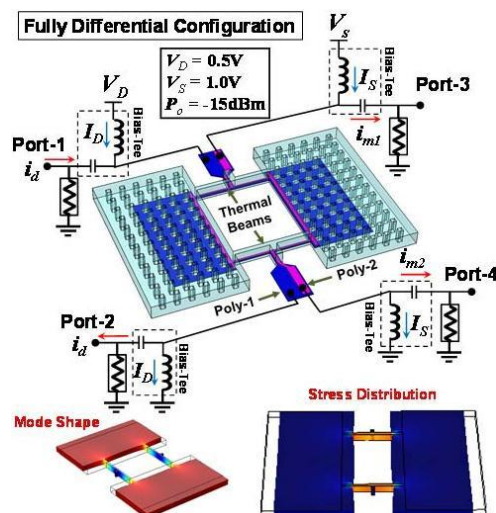 Fully Differential Configuration
V_D = 0.5V
V_S = 1.0V
P_o = -15dBm
V_D
I_D
Bias-Tee
Port-1
i_d
V_S
I_S
Bias-Tee
Port-3
i_m1
Thermal
Beams
Poly-2
Poly-1
i_m2
Port-4
I_S
Bias-Tee
Port-2
i_d
I_D
Bias-Tee
Mode Shape
Stress Distribution